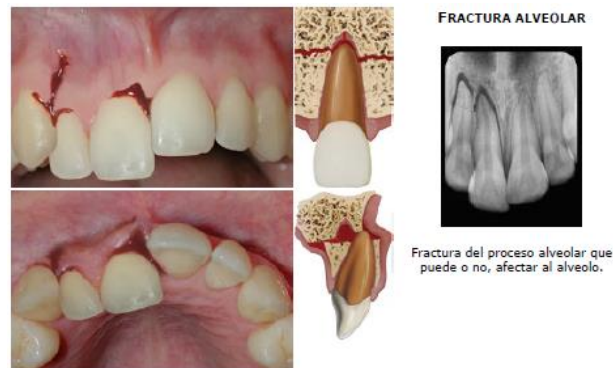 FRACTURA ALVEOLAR
Fractura del proceso alveolar que
puede o no, afectar al alveolo.